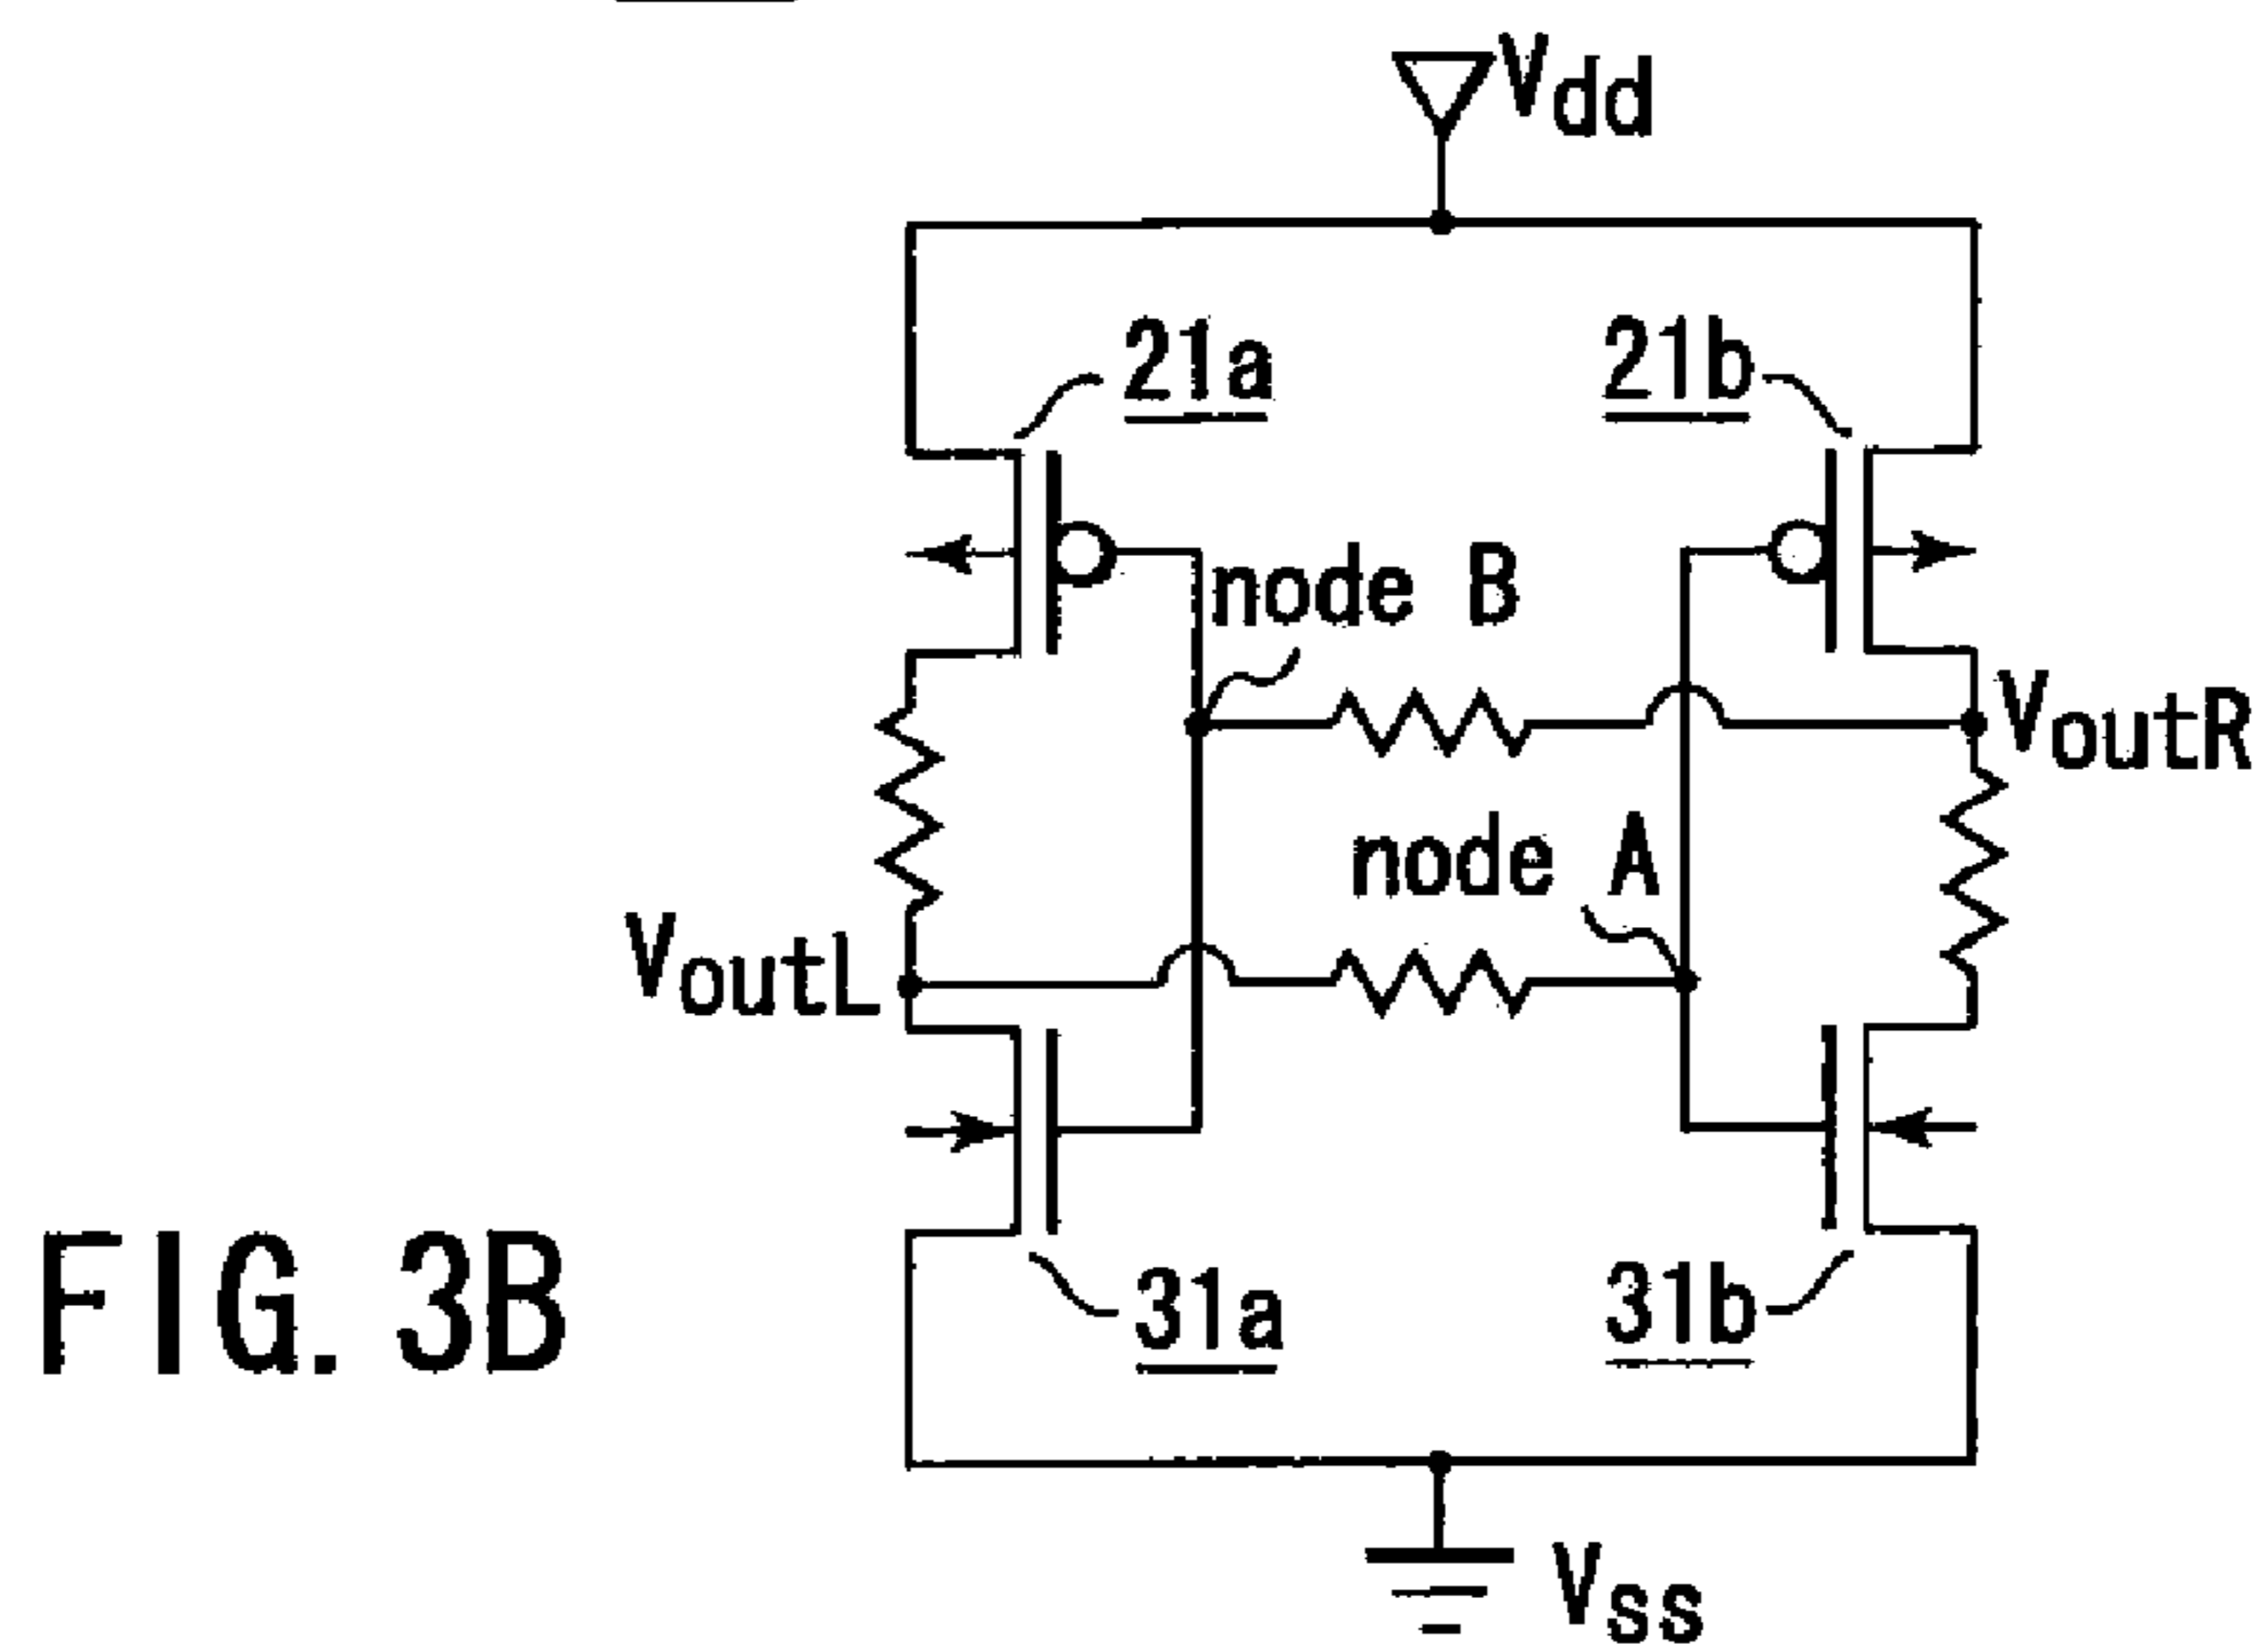 Vdd
21a
21b
node B
VoutR
node A
VoutL
31a
31b
FIG. 3B
Vss